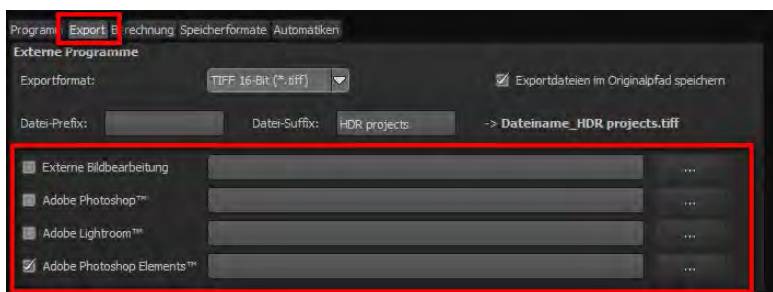 Programm Export Berechnung Speicherformate Automatiken
Externe Programme
Exportformat: TIFF 16-Bit (*.tiff) Exportdateien im Originalpfad speichern
Datei-Prefix: Datei-Suffix: HDR projects -> Dateiname_HDR projects.tiff
Externe Bildbearbeitung ...
Adobe Photoshop™ ...
Adobe Lightroom™ ...
Adobe Photoshop Elements™ ...